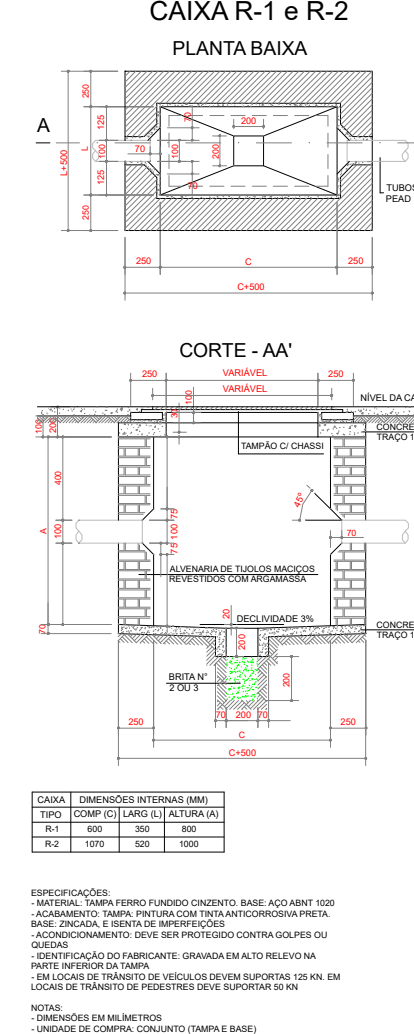 CAIXA R-1 e R-2
PLANTA BAIXA
A
250
125
100
125
250
L
L+500
70
70
100
70
200
200
TUBOS
PEAD
250
C
250
C+500
CORTE - AA'
250
VARIÁVEL
250
VARIÁVEL
NÍVEL DA CA
100
200
100
30
CONCRE
TRAÇO 1
TAMPÃO C/ CHASSI
400
A
100
75
100
75
45°
70
ALVENARIA DE TIJOLOS MACIÇOS
REVESTIDOS COM ARGAMASSA
20
DECLIVIDADE 3%
70
200
CONCRE
TRAÇO 1
BRITA N°
2 OU 3
200
250
70
200
70
250
C
C+500
CAIXA DIMENSÕES INTERNAS (MM)
TIPO COMP (C) LARG (L) ALTURA (A)
R-1 600 350 800
R-2 1070 520 1000
ESPECIFICAÇÕES:
- MATERIAL: TAMPA FERRO FUNDIDO CINZENTO. BASE: AÇO ABNT 1020
- ACABAMENTO: TAMPA: PINTURA COM TINTA ANTICORROSIVA PRETA.
BASE: ZINCADA, E ISENTA DE IMPERFEIÇÕES
- ACONDICIONAMENTO: DEVE SER PROTEGIDO CONTRA GOLPES OU
QUEDAS
- IDENTIFICAÇÃO DO FABRICANTE: GRAVADA EM ALTO RELEVO NA
PARTE INFERIOR DA TAMPA
- EM LOCAIS DE TRÂNSITO DE VEÍCULOS DEVEM SUPORTAS 125 KN. EM
LOCAIS DE TRÂNSITO DE PEDESTRES DEVE SUPORTAR 50 KN
NOTAS:
- DIMENSÕES EM MILÍMETROS
- UNIDADE DE COMPRA: CONJUNTO (TAMPA E BASE)